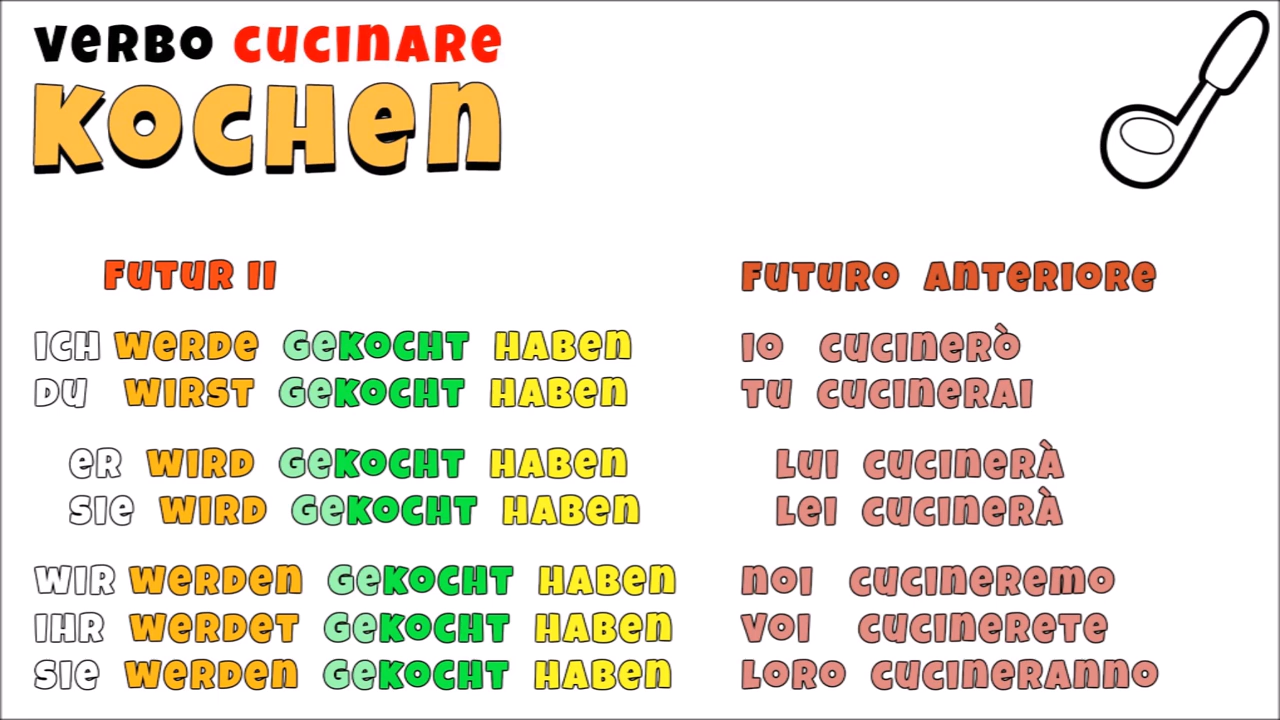 VERBO CUCINARE
KOCHEN
FUTUR II
ICH WERDE GEKOCHT HABEN
DU WIRST GEKOCHT HABEN
ER WIRD GEKOCHT HABEN
SIE WIRD GEKOCHT HABEN
WIR WERDEN GEKOCHT HABEN
IHR WERDET GEKOCHT HABEN
SIE WERDEN GEKOCHT HABEN
FUTURO ANTERIORE
IO CUCINERÒ
TU CUCINERAI
LUI CUCINERÀ
LEI CUCINERÀ
NOI CUCINEREMO
VOI CUCINERETE
LORO CUCINERANNO